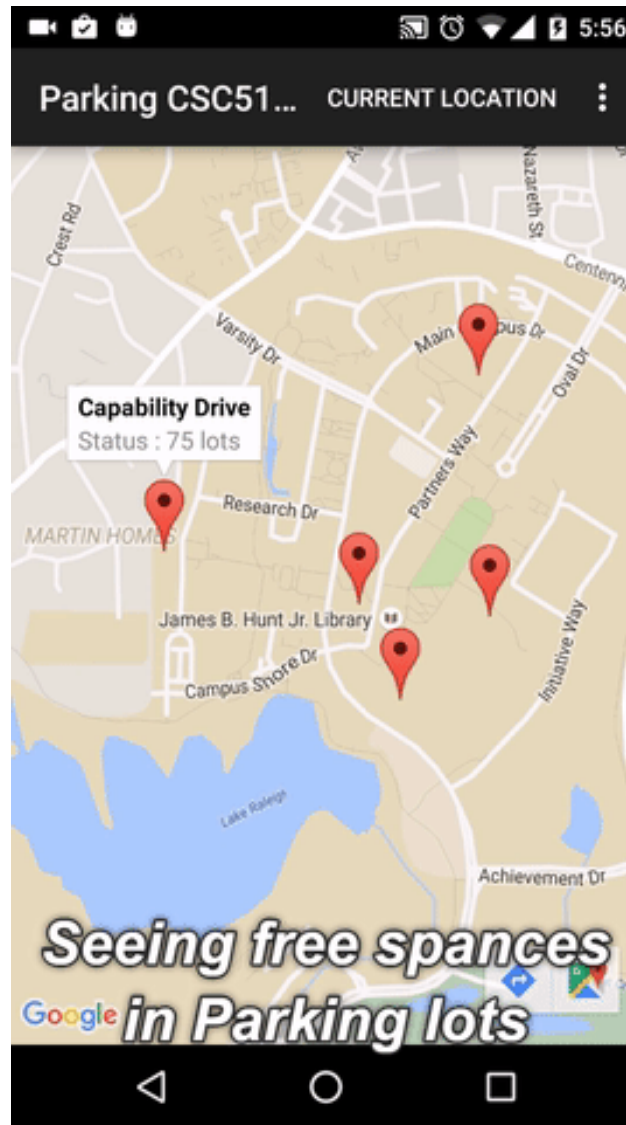 5:56
Parking CSC51... CURRENT LOCATION
Nazareth St
Crest Rd
Centenn
Varsity Dr
Main
pus Dr
Oval Dr
Capability Drive
Status : 75 lots
Partners Way
Research Dr
MARTIN HOMES
James B. Hunt Jr. Library
Initiative Way
Campus Shore Dr
Lake Raleigh
Achievement Dr
Seeing free spances
in Parking lots
Google